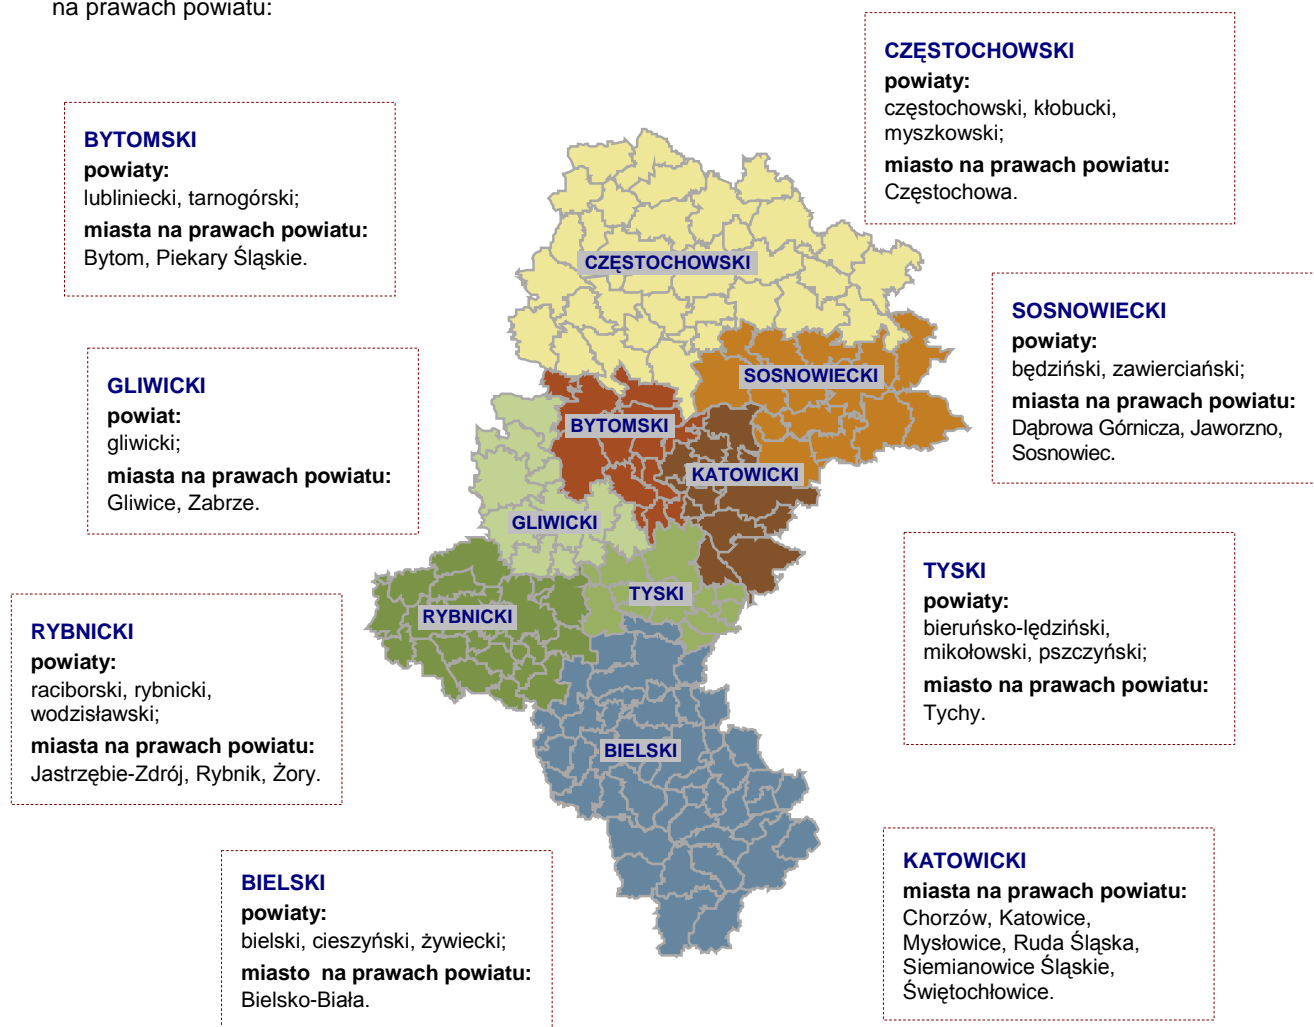 na prawach powiatu:
CZĘSTOCHOWSKI
powiaty:
częstochowski, kłobucki,
myszkowski;
miasto na prawach powiatu:
Częstochowa.
BYTOMSKI
powiaty:
lubliniecki, tarnogórski;
miasta na prawach powiatu:
Bytom, Piekary Śląskie.
SOSNOWIECKI
powiaty:
będziński, zawierciański;
miasta na prawach powiatu:
Dąbrowa Górnicza, Jaworzno,
Sosnowiec.
GLIWICKI
powiat:
gliwicki;
miasta na prawach powiatu:
Gliwice, Zabrze.
CZĘSTOCHOWSKI
SOSNOWIECKI
BYTOMSKI
KATOWICKI
GLIWICKI
TYSKI
RYBNICKI
BIELSKI
TYSKI
powiaty:
bieruńsko-lędziński,
mikołowski, pszczyński;
miasto na prawach powiatu:
Tychy.
RYBNICKI
powiaty:
raciborski, rybnicki,
wodzisławski;
miasta na prawach powiatu:
Jastrzębie-Zdrój, Rybnik, Żory.
BIELSKI
powiaty:
bielski, cieszyński, żywiecki;
miasto  na prawach powiatu:
Bielsko-Biała.
KATOWICKI
miasta na prawach powiatu:
Chorzów, Katowice,
Mysłowice, Ruda Śląska,
Siemianowice Śląskie,
Świętochłowice.